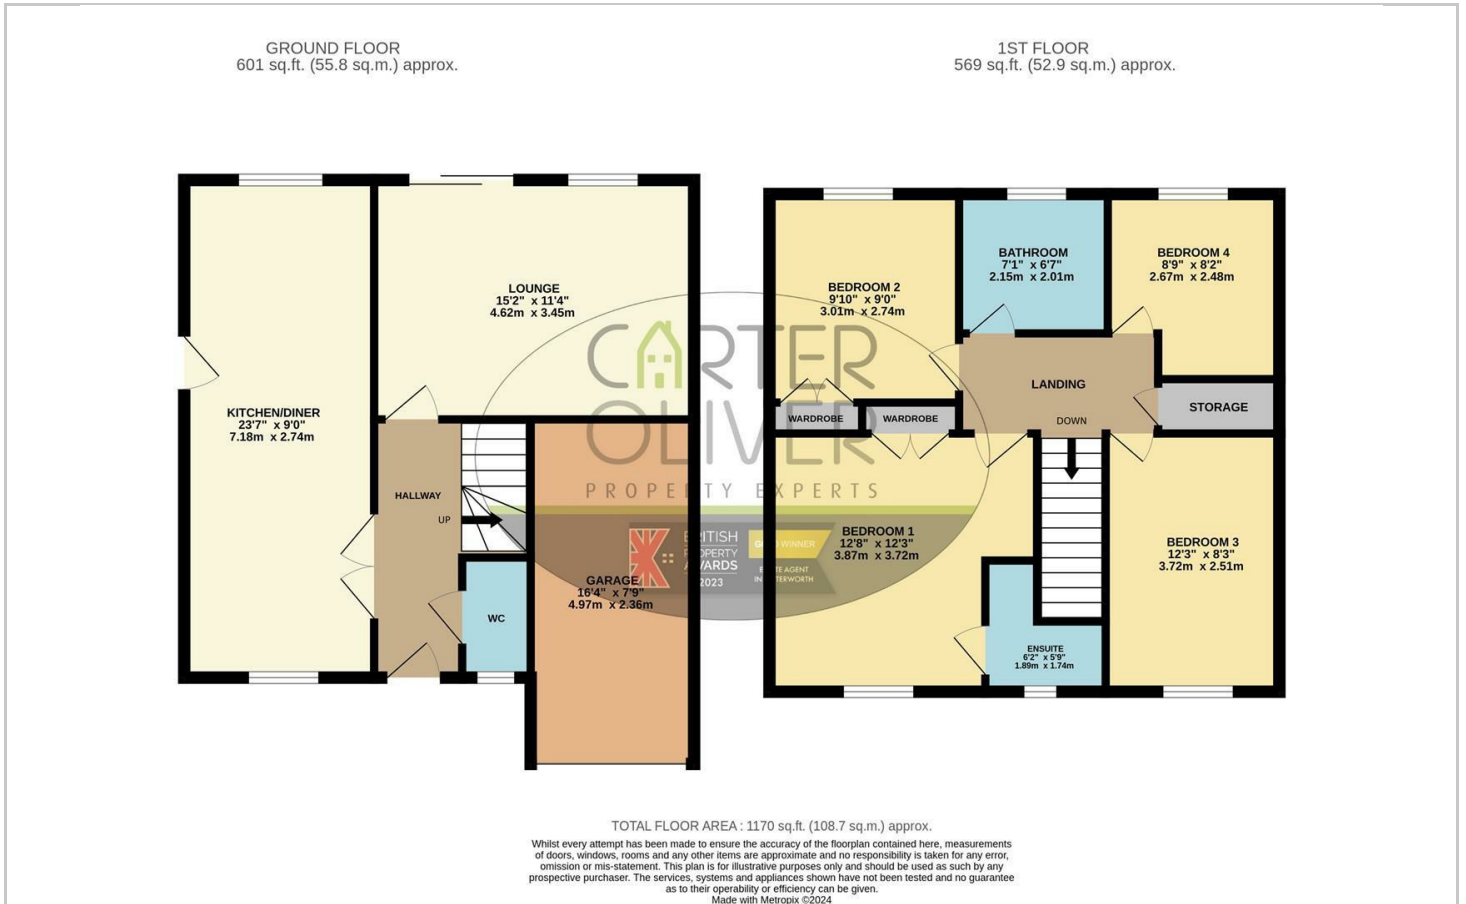 GROUND FLOOR
601 sq.ft. (55.8 sq.m.) approx.
1ST FLOOR
569 sq.ft. (52.9 sq.m.) approx.
KITCHEN/DINER
23'7" x 9'0"
7.18m x 2.74m
LOUNGE
15'2" x 11'4"
4.62m x 3.45m
HALLWAY
UP
WC
GARAGE
16'4" x 7'9"
4.97m x 2.36m
BEDROOM 2
9'10" x 9'0"
3.01m x 2.74m
BATHROOM
7'1" x 6'7"
2.15m x 2.01m
BEDROOM 4
8'9" x 8'2"
2.67m x 2.48m
LANDING
DOWN
STORAGE
WARDROBE
WARDROBE
BEDROOM 1
12'8" x 12'3"
3.87m x 3.72m
ENSUITE
6'2" x 5'9"
1.89m x 1.74m
BEDROOM 3
12'3" x 8'3"
3.72m x 2.51m
CARTER
OLIVER
PROPERTY EXPERTS
BRITISH
PROPERTY
AWARDS
2023
GOLD WINNER
ESTATE AGENT
IN LUTTERWORTH
TOTAL FLOOR AREA : 1170 sq.ft. (108.7 sq.m.) approx.
Whilst every attempt has been made to ensure the accuracy of the floorplan contained here, measurements
of doors, windows, rooms and any other items are approximate and no responsibility is taken for any error,
omission or mis-statement. This plan is for illustrative purposes only and should be used as such by any
prospective purchaser. The services, systems and appliances shown have not been tested and no guarantee
as to their operability or efficiency can be given.
Made with Metropix ©2024